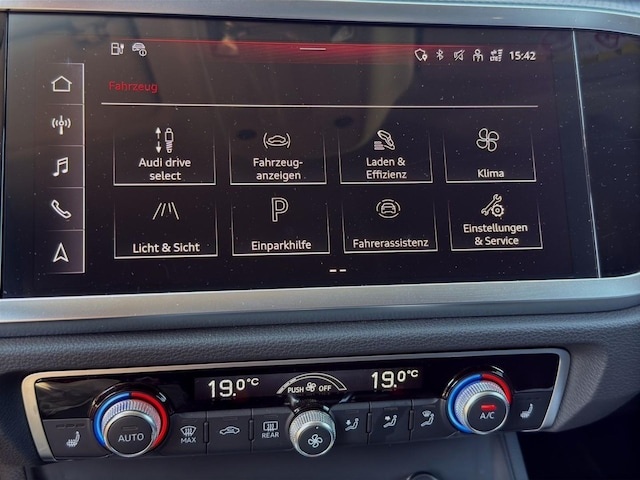 15:42
Fahrzeug
Audi drive
select
Fahrzeug-
anzeigen
Laden &
Effizienz
Klima
Licht & Sicht
P
Einparkhilfe
Fahrerassistenz
Einstellungen
& Service
19.0°C
PUSH OFF
19.0°C
AUTO
MAX
REAR
A/C